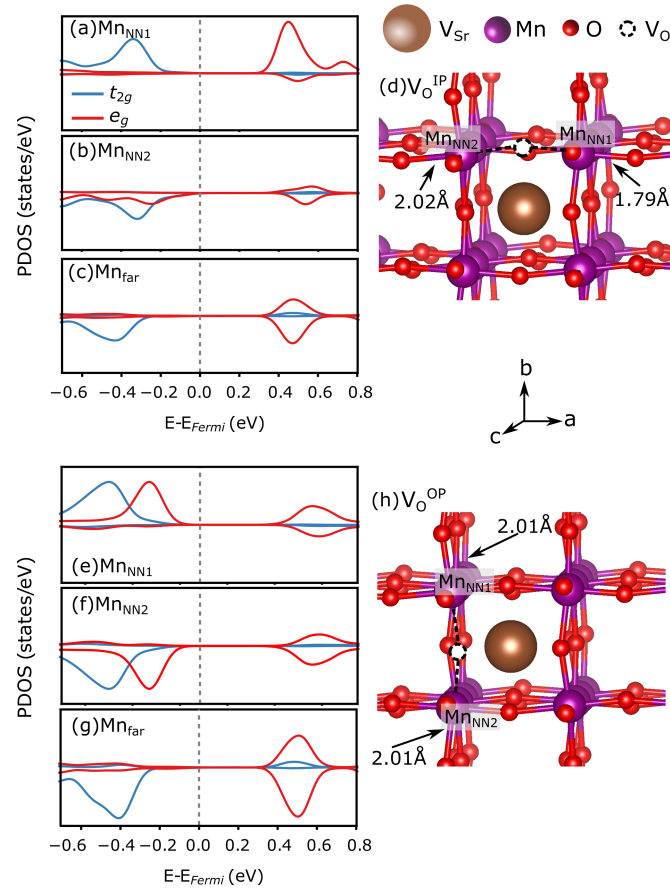 V_Sr Mn O V_O
(a)Mn_NN1
t_2g
e_g
(b)Mn_NN2
(c)Mn_far
PDOS (states/eV)
−0.6 −0.4 −0.2 0.0 0.2 0.4 0.6 0.8
E-E_Fermi (eV)
(d)V_O^IP
Mn_NN2 Mn_NN1
2.02Å 1.79Å
b
a
c
(e)Mn_NN1
(f)Mn_NN2
(g)Mn_far
PDOS (states/eV)
−0.6 −0.4 −0.2 0.0 0.2 0.4 0.6 0.8
E-E_Fermi (eV)
(h)V_O^OP
2.01Å
Mn_NN1
Mn_NN2
2.01Å